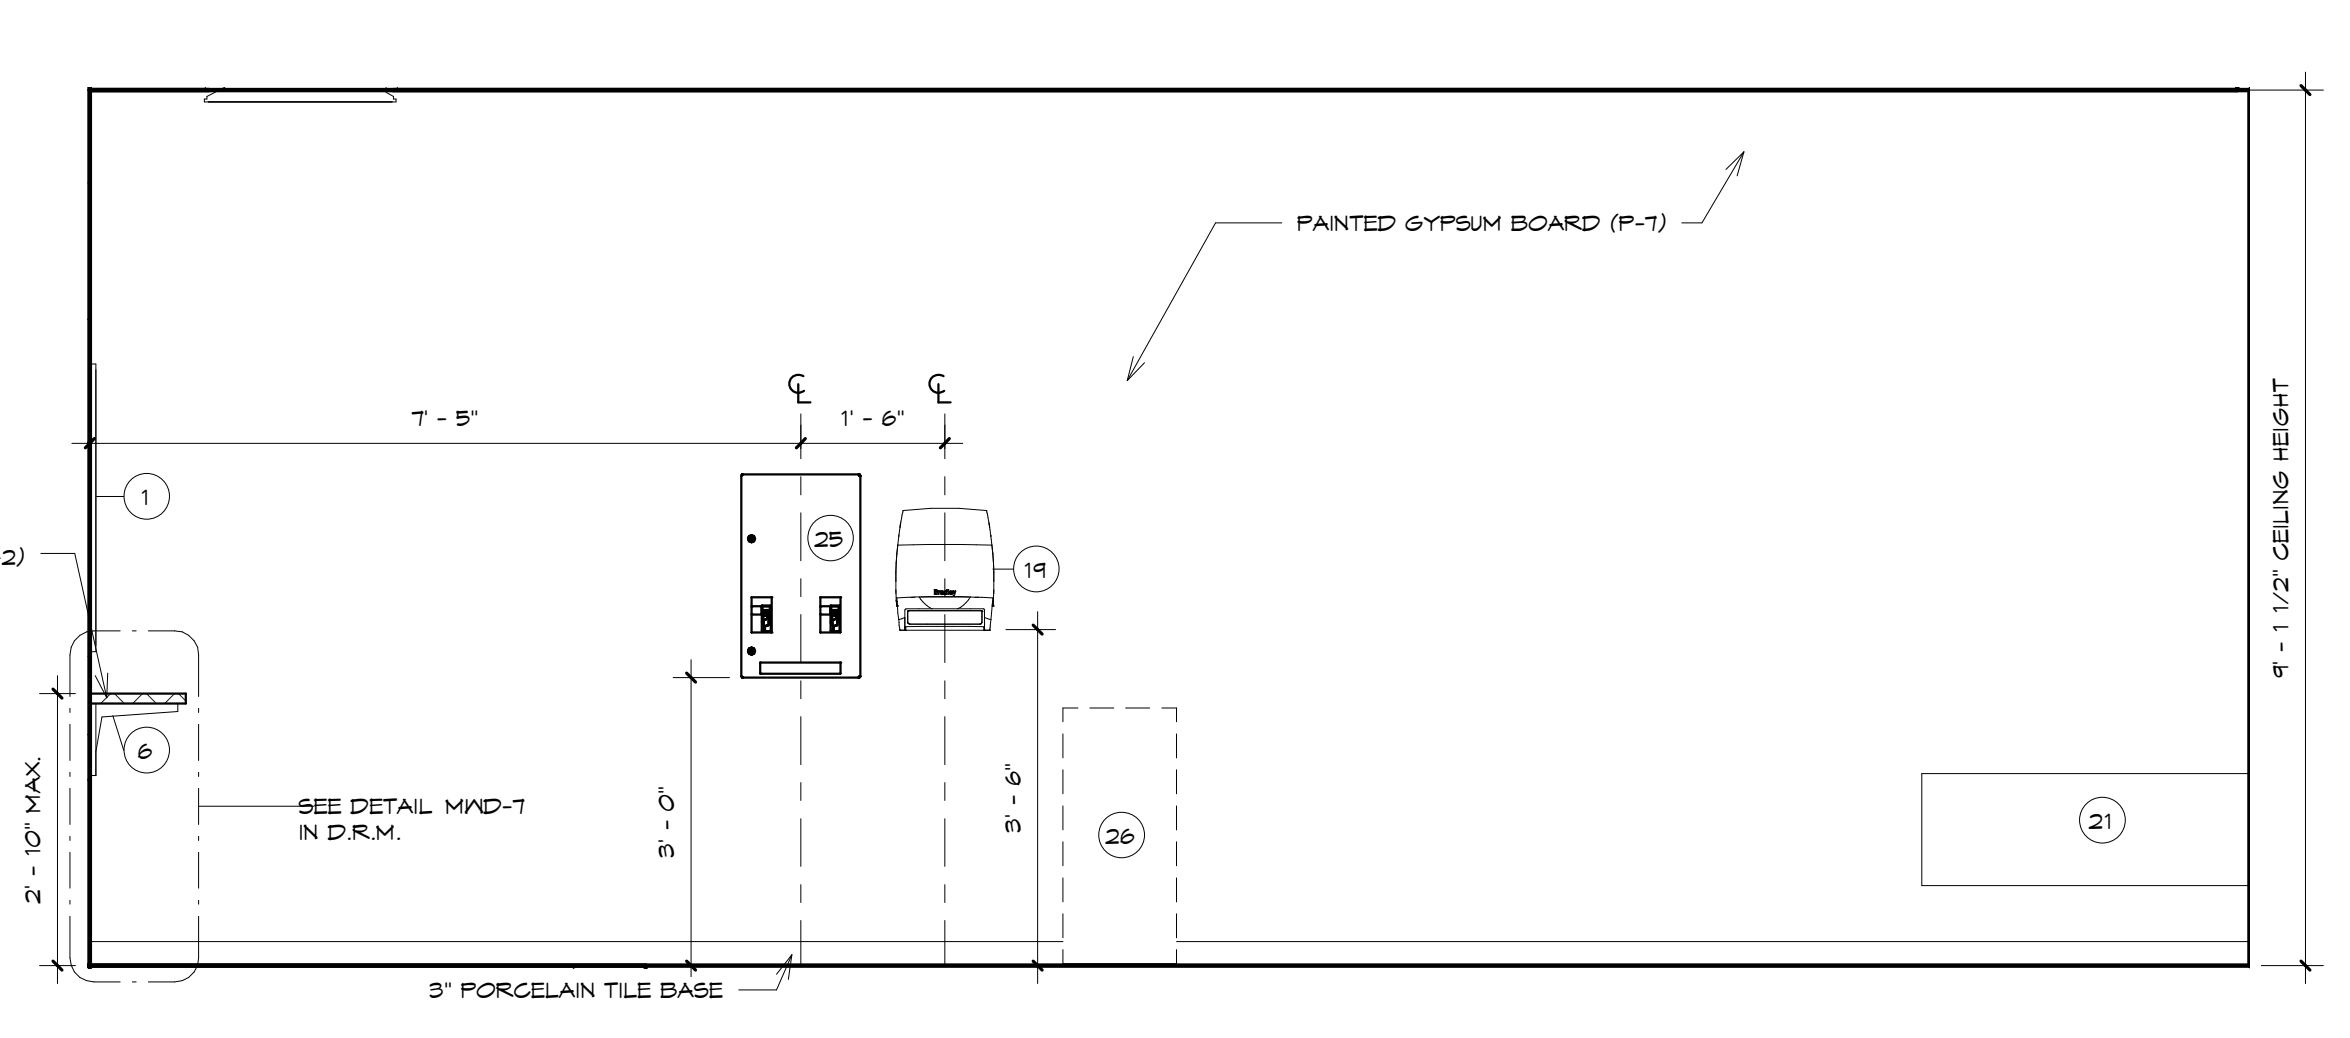 PAINTED GYPSUM BOARD (P-7)
7' - 5"
1' - 6"
1
25
19
2)
6
2' - 10" MAX.
SEE DETAIL MWD-7
IN D.R.M.
3' - 0"
3' - 6"
26
21
9' - 1 1/2" CEILING HEIGHT
3" PORCELAIN TILE BASE
Bradley